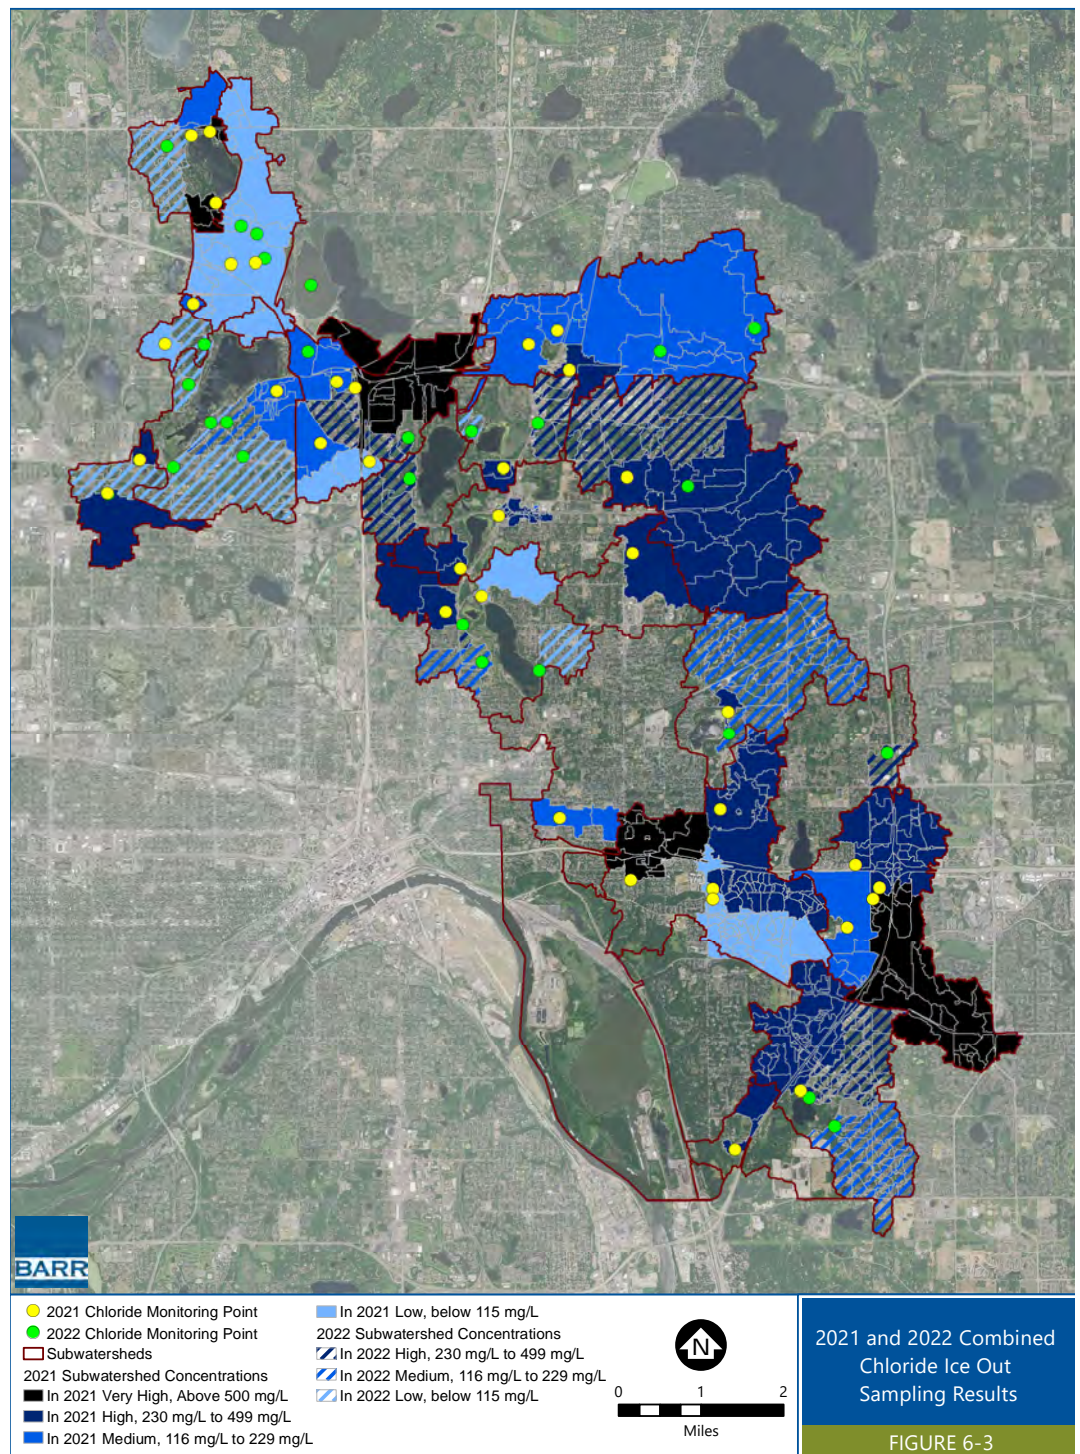 BARR
2021 Chloride Monitoring Point
2022 Chloride Monitoring Point
Subwatersheds
2021 Subwatershed Concentrations
In 2021 Very High, Above 500 mg/L
In 2021 High, 230 mg/L to 499 mg/L
In 2021 Medium, 116 mg/L to 229 mg/L
In 2021 Low, below 115 mg/L
2022 Subwatershed Concentrations
In 2022 High, 230 mg/L to 499 mg/L
In 2022 Medium, 116 mg/L to 229 mg/L
In 2022 Low, below 115 mg/L
N
0 1 2
Miles
2021 and 2022 Combined
Chloride Ice Out
Sampling Results
FIGURE 6-3